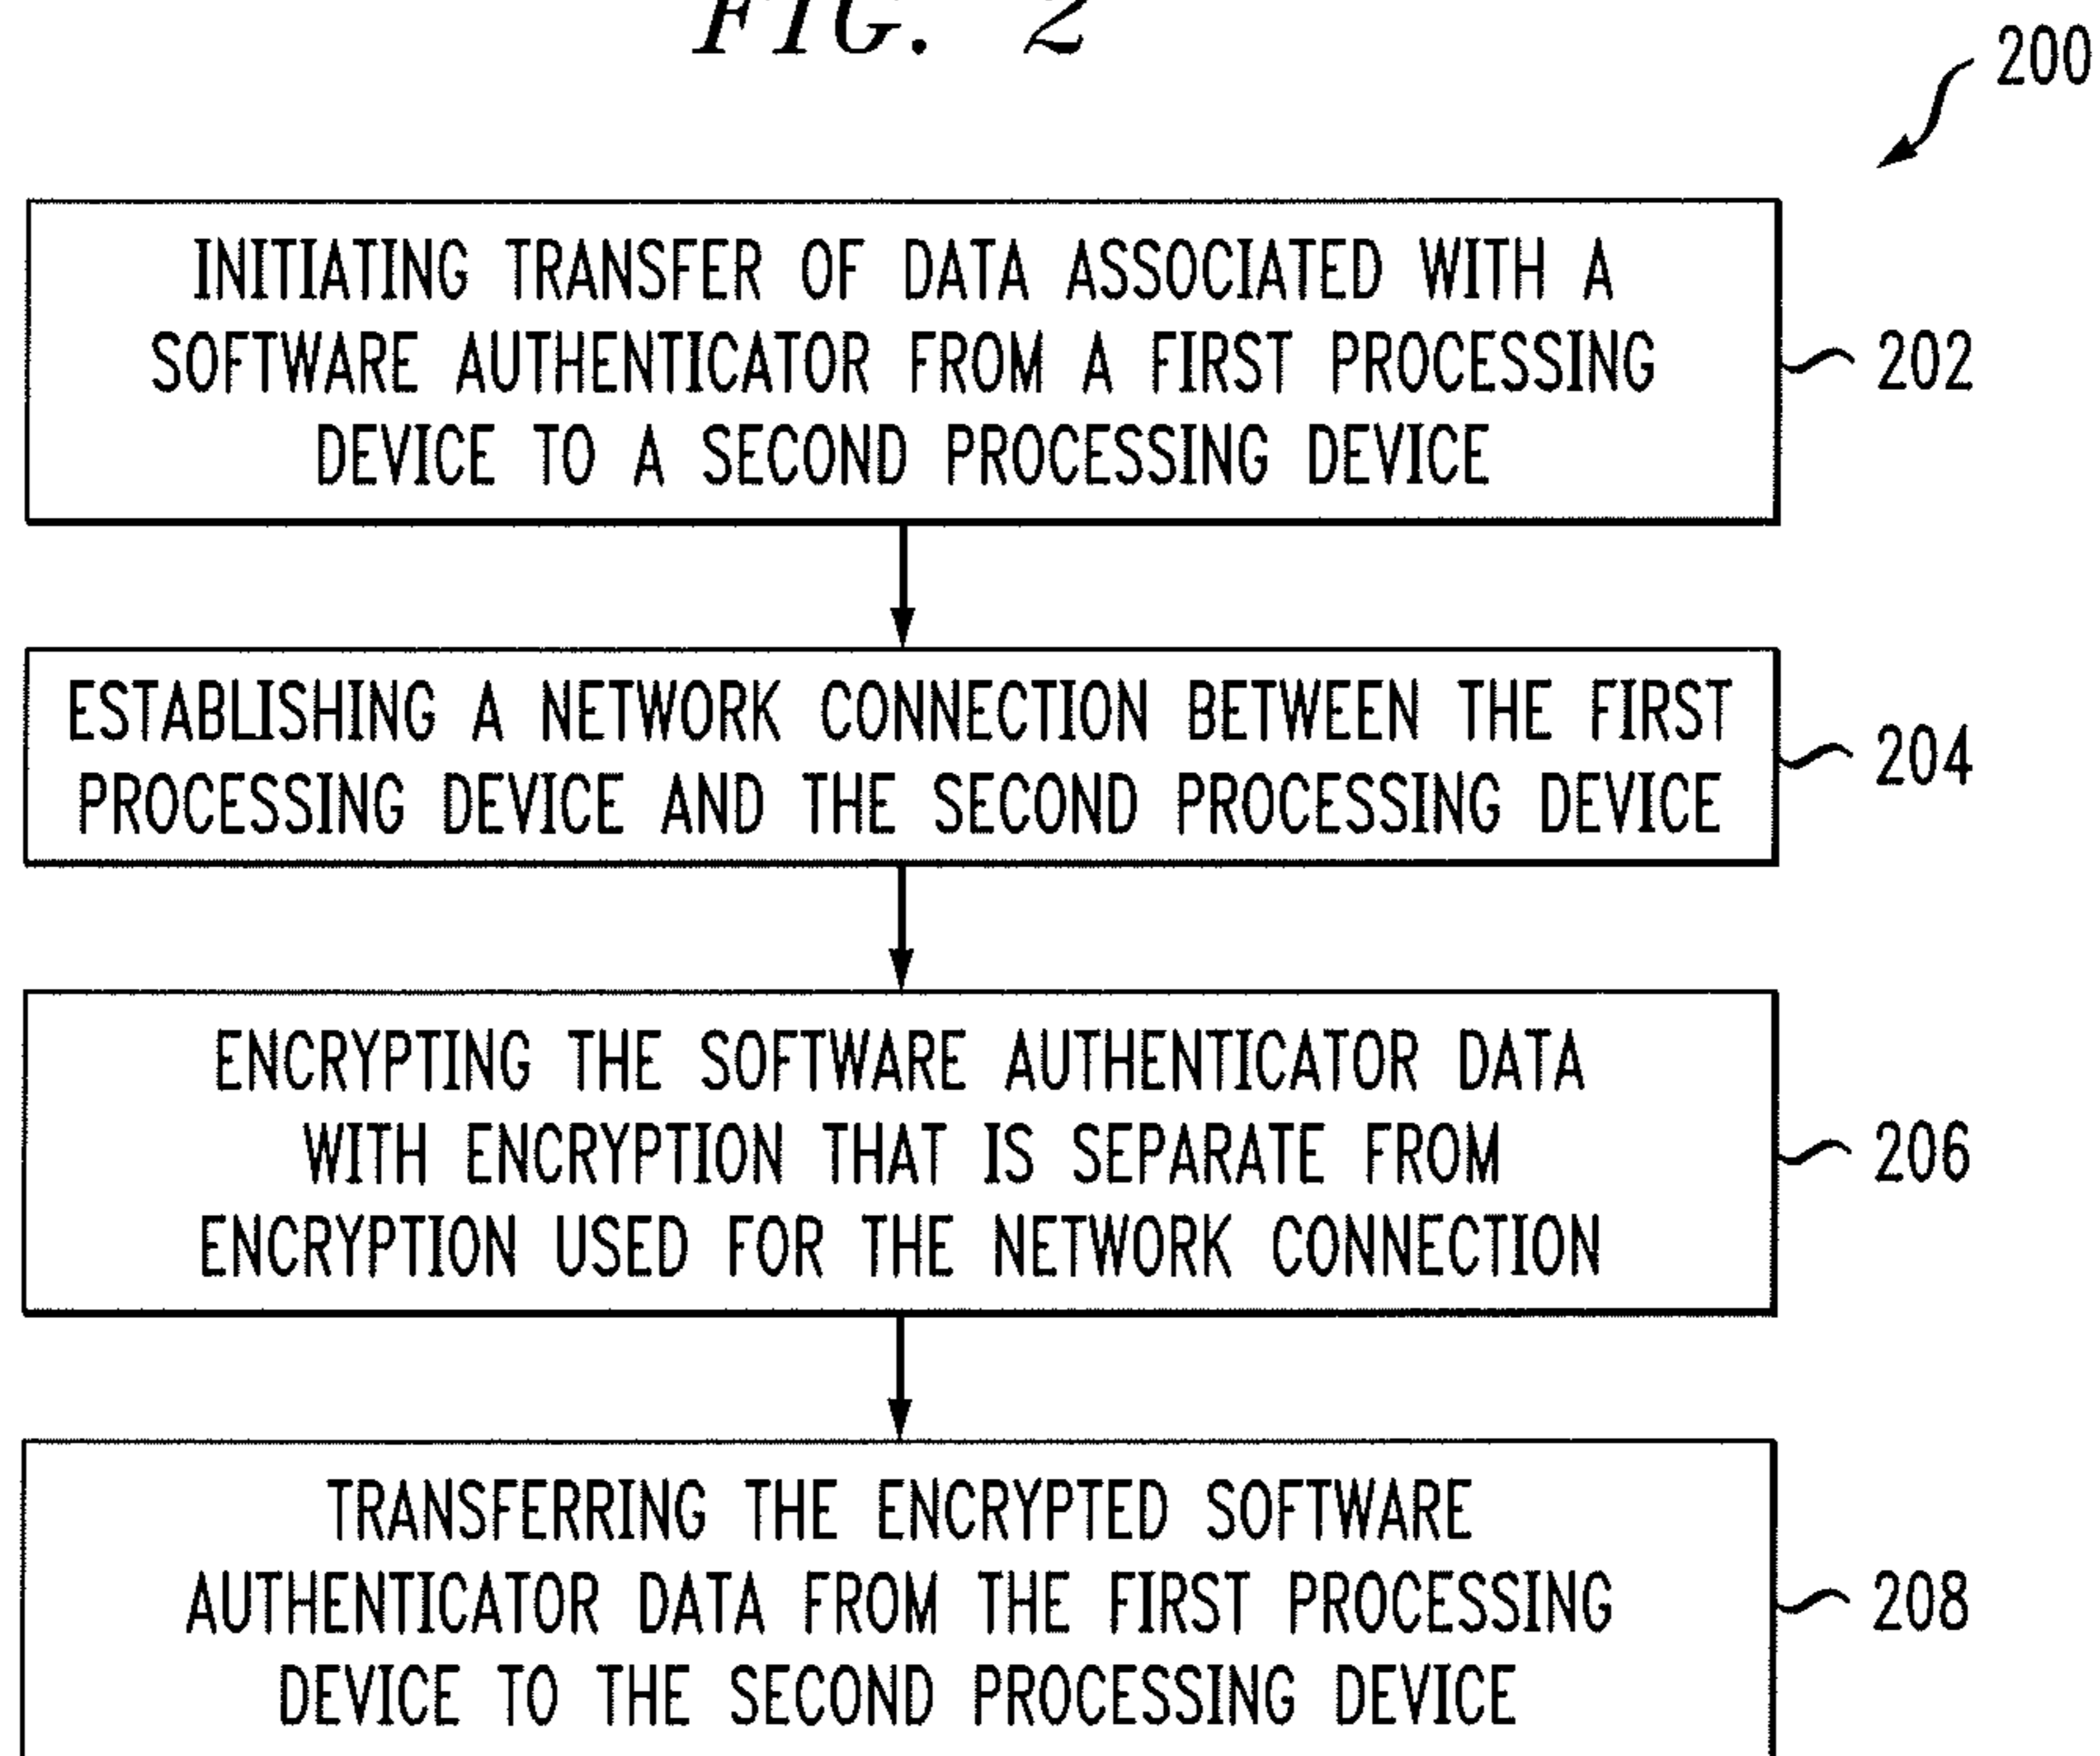 FIG. 2
200
INITIATING TRANSFER OF DATA ASSOCIATED WITH A
SOFTWARE AUTHENTICATOR FROM A FIRST PROCESSING
DEVICE TO A SECOND PROCESSING DEVICE
202
ESTABLISHING A NETWORK CONNECTION BETWEEN THE FIRST
PROCESSING DEVICE AND THE SECOND PROCESSING DEVICE
204
ENCRYPTING THE SOFTWARE AUTHENTICATOR DATA
WITH ENCRYPTION THAT IS SEPARATE FROM
ENCRYPTION USED FOR THE NETWORK CONNECTION
206
TRANSFERRING THE ENCRYPTED SOFTWARE
AUTHENTICATOR DATA FROM THE FIRST PROCESSING
DEVICE TO THE SECOND PROCESSING DEVICE
208